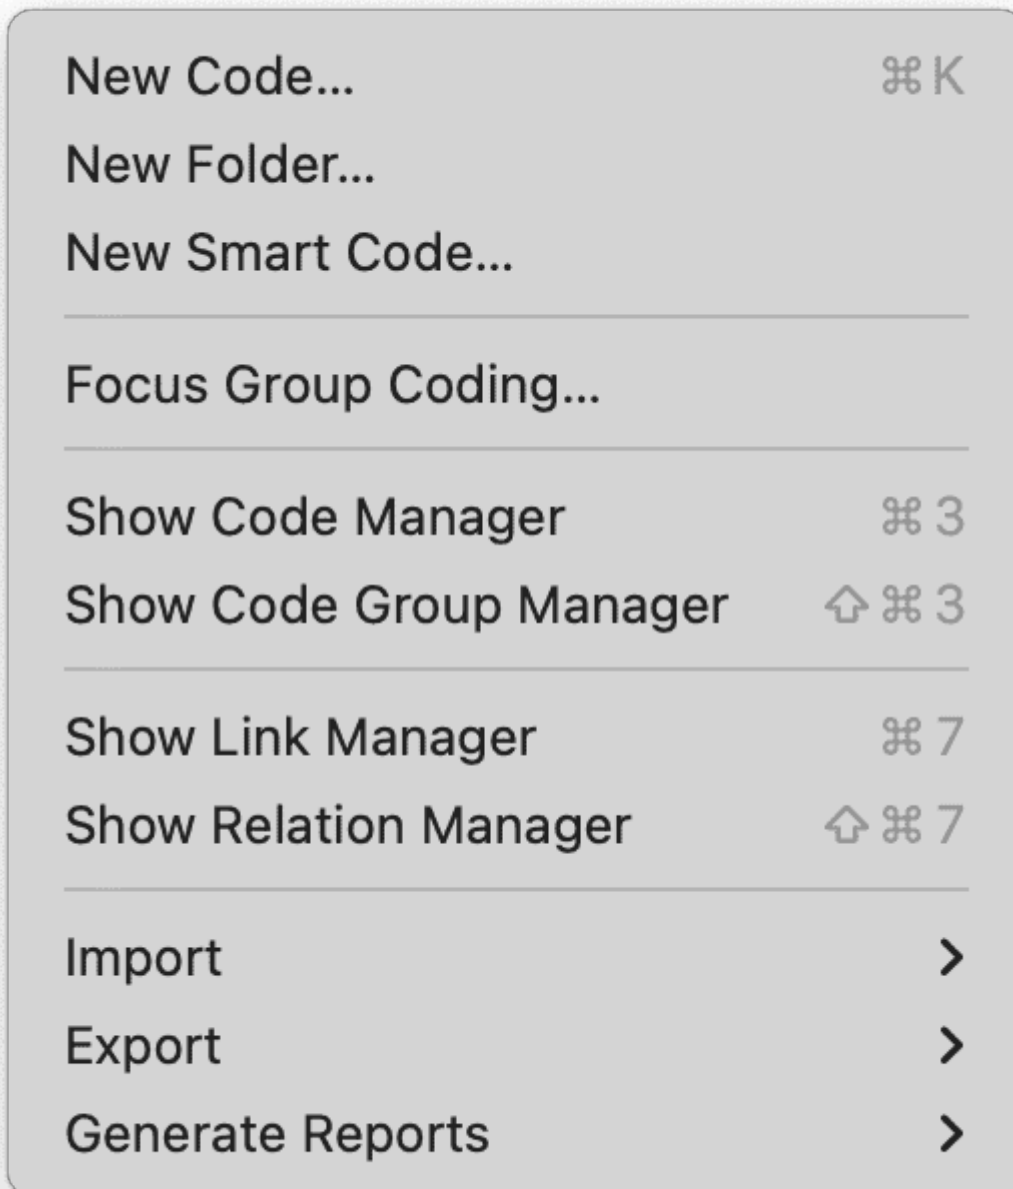 New Code... ⌘ K
New Folder...
New Smart Code...
Focus Group Coding...
Show Code Manager ⌘ 3
Show Code Group Manager ⇧ ⌘ 3
Show Link Manager ⌘ 7
Show Relation Manager ⇧ ⌘ 7
Import
Export
Generate Reports